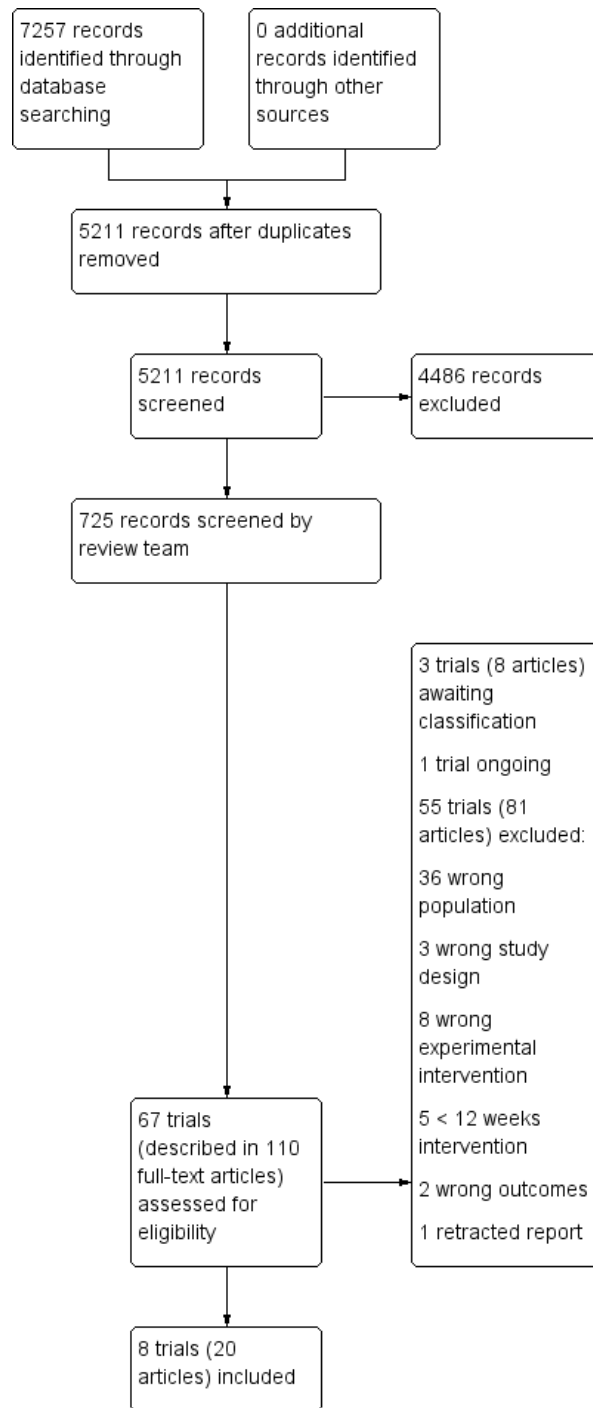 7257 records
identified through
database
searching
0 additional
records identified
through other
sources
5211 records after duplicates
removed
5211 records
screened
4486 records
excluded
725 records screened by
review team
3 trials (8 articles)
awaiting
classification
1 trial ongoing
55 trials (81
articles) excluded:
36 wrong
population
3 wrong study
design
8 wrong
experimental
intervention
5 < 12 weeks
intervention
2 wrong outcomes
1 retracted report
67 trials
(described in 110
full-text articles)
assessed for
eligibility
8 trials (20
articles) included